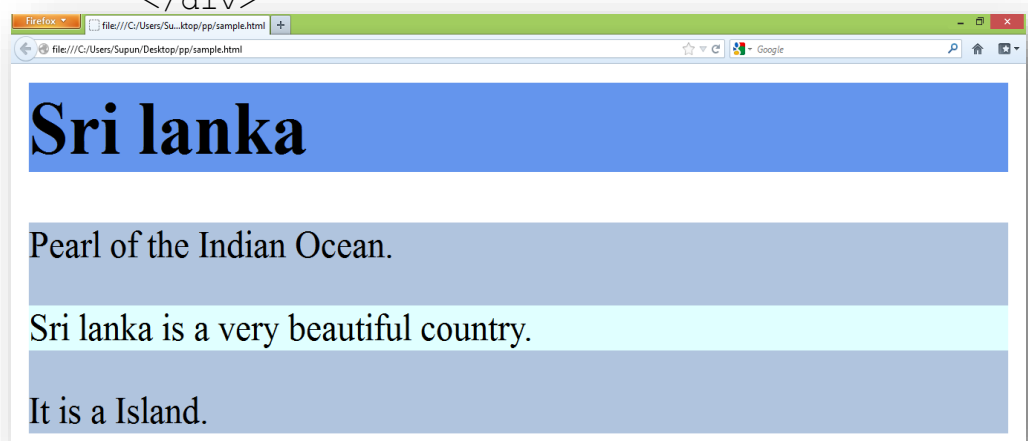 </div>
Firefox
file:///C:/Users/Su...ktop/pp/sample.html
file:///C:/Users/Supun/Desktop/pp/sample.html
Google
Sri lanka
Pearl of the Indian Ocean.
Sri lanka is a very beautiful country.
It is a Island.